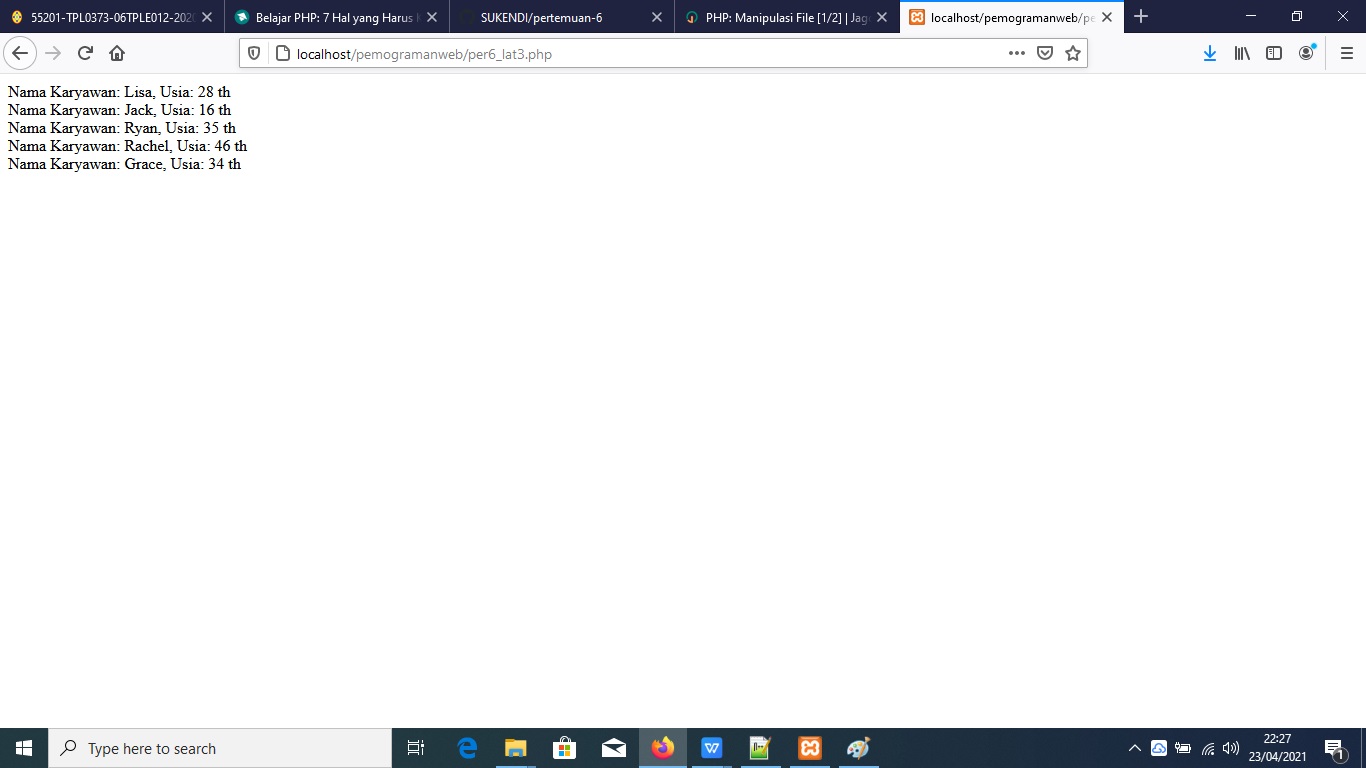 55201-TPL0373-06TPLE012-202
Belajar PHP: 7 Hal yang Harus
SUKENDI/pertemuan-6
PHP: Manipulasi File [1/2] | Jag
localhost/pemogramanweb/pe
localhost/pemogramanweb/per6_lat3.php
Nama Karyawan: Lisa, Usia: 28 th
Nama Karyawan: Jack, Usia: 16 th
Nama Karyawan: Ryan, Usia: 35 th
Nama Karyawan: Rachel, Usia: 46 th
Nama Karyawan: Grace, Usia: 34 th
Type here to search
22:27
23/04/2021
1